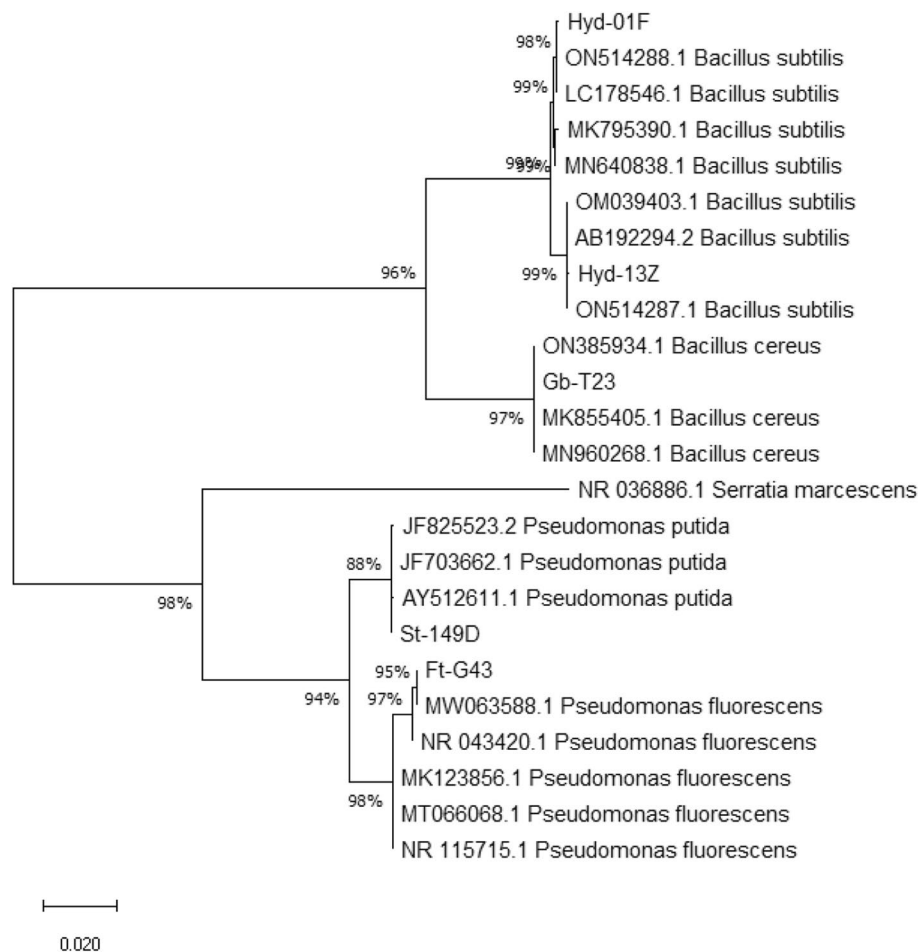 Hyd-01F
98%
ON514288.1 Bacillus subtilis
99%
LC178546.1 Bacillus subtilis
MK795390.1 Bacillus subtilis
99%
99%
MN640838.1 Bacillus subtilis
OM039403.1 Bacillus subtilis
AB192294.2 Bacillus subtilis
96%
99%
Hyd-13Z
ON514287.1 Bacillus subtilis
ON385934.1 Bacillus cereus
Gb-T23
97%
MK855405.1 Bacillus cereus
MN960268.1 Bacillus cereus
NR 036886.1 Serratia marcescens
JF825523.2 Pseudomonas putida
88%
JF703662.1 Pseudomonas putida
98%
AY512611.1 Pseudomonas putida
St-149D
95%
Ft-G43
94%
97%
MW063588.1 Pseudomonas fluorescens
NR 043420.1 Pseudomonas fluorescens
MK123856.1 Pseudomonas fluorescens
98%
MT066068.1 Pseudomonas fluorescens
NR 115715.1 Pseudomonas fluorescens
0.020